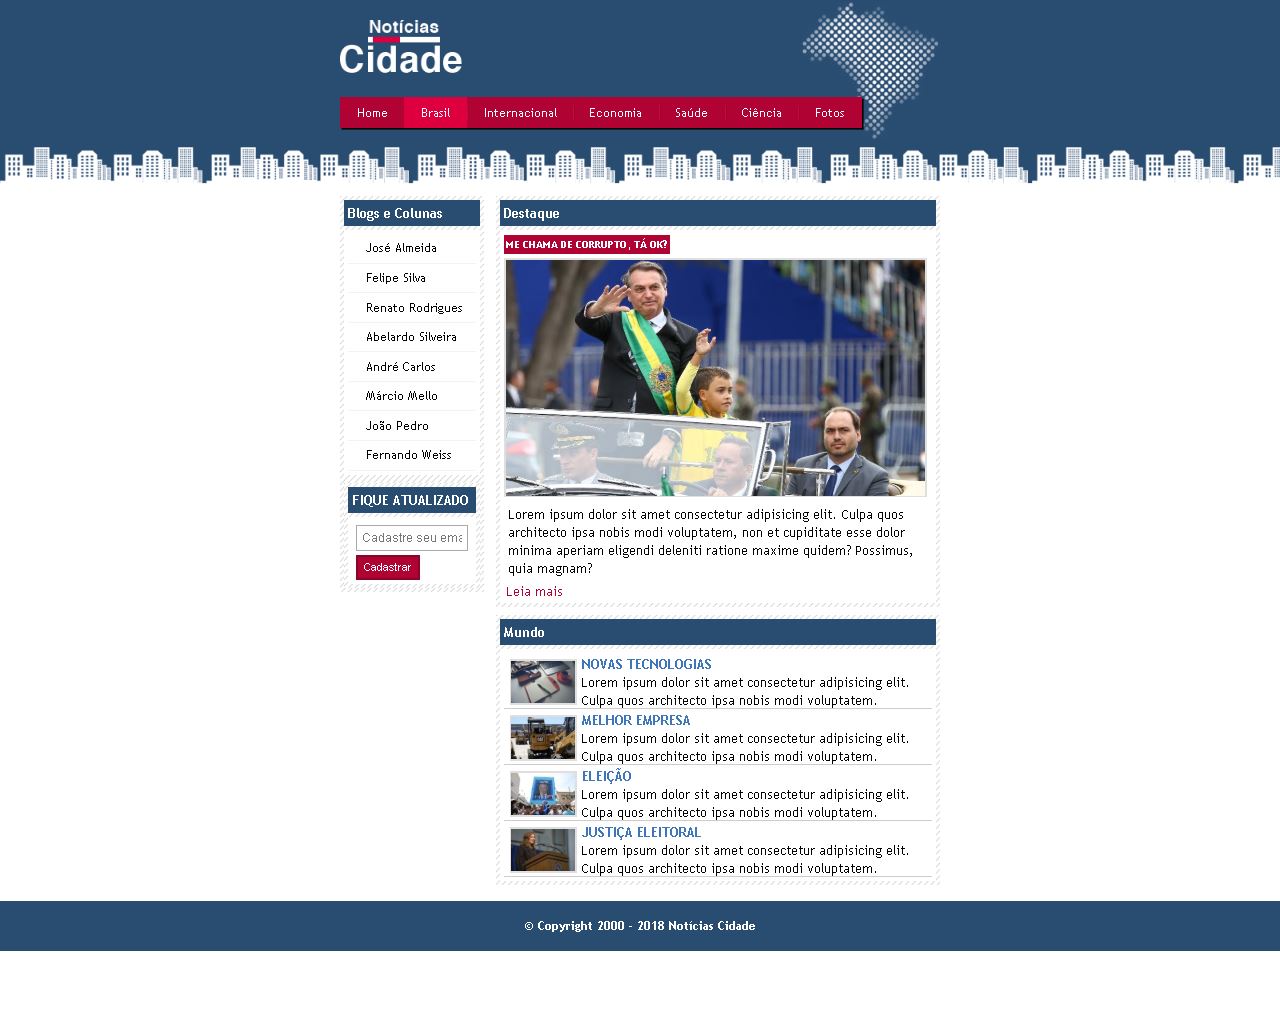 Notícias
Cidade
Home Brasil Internacional Economia Saúde Ciência Fotos
Blogs e Colunas
José Almeida
Felipe Silva
Renato Rodrigues
Abelardo Silveira
André Carlos
Márcio Mello
João Pedro
Fernando Weiss
FIQUE ATUALIZADO
Cadastre seu ema
Cadastrar
Destaque
ME CHAMA DE CORRUPTO, TÁ OK?
Lorem ipsum dolor sit amet consectetur adipisicing elit. Culpa quos
architecto ipsa nobis modi voluptatem, non et cupiditate esse dolor
minima aperiam eligendi deleniti ratione maxime quidem? Possimus,
quia magnam?
Leia mais
Mundo
NOVAS TECNOLOGIAS
Lorem ipsum dolor sit amet consectetur adipisicing elit.
Culpa quos architecto ipsa nobis modi voluptatem.
MELHOR EMPRESA
Lorem ipsum dolor sit amet consectetur adipisicing elit.
Culpa quos architecto ipsa nobis modi voluptatem.
ELEIÇÃO
Lorem ipsum dolor sit amet consectetur adipisicing elit.
Culpa quos architecto ipsa nobis modi voluptatem.
JUSTIÇA ELEITORAL
Lorem ipsum dolor sit amet consectetur adipisicing elit.
Culpa quos architecto ipsa nobis modi voluptatem.
© Copyright 2000 - 2018 Notícias Cidade